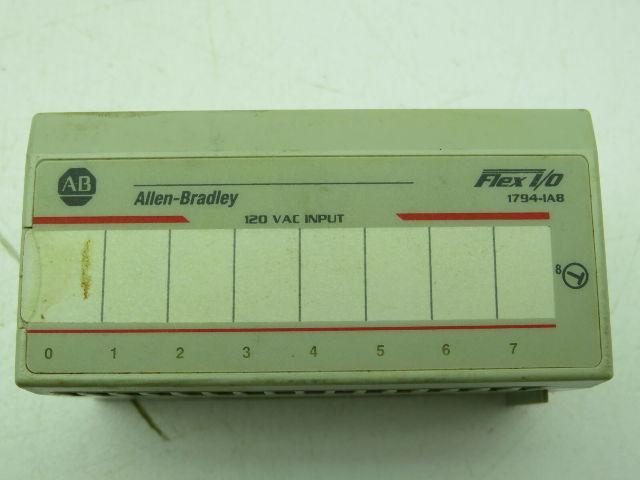 AB
Allen-Bradley
Flex I/O
1794-IA8
120 VAC INPUT
8
0 1 2 3 4 5 6 7